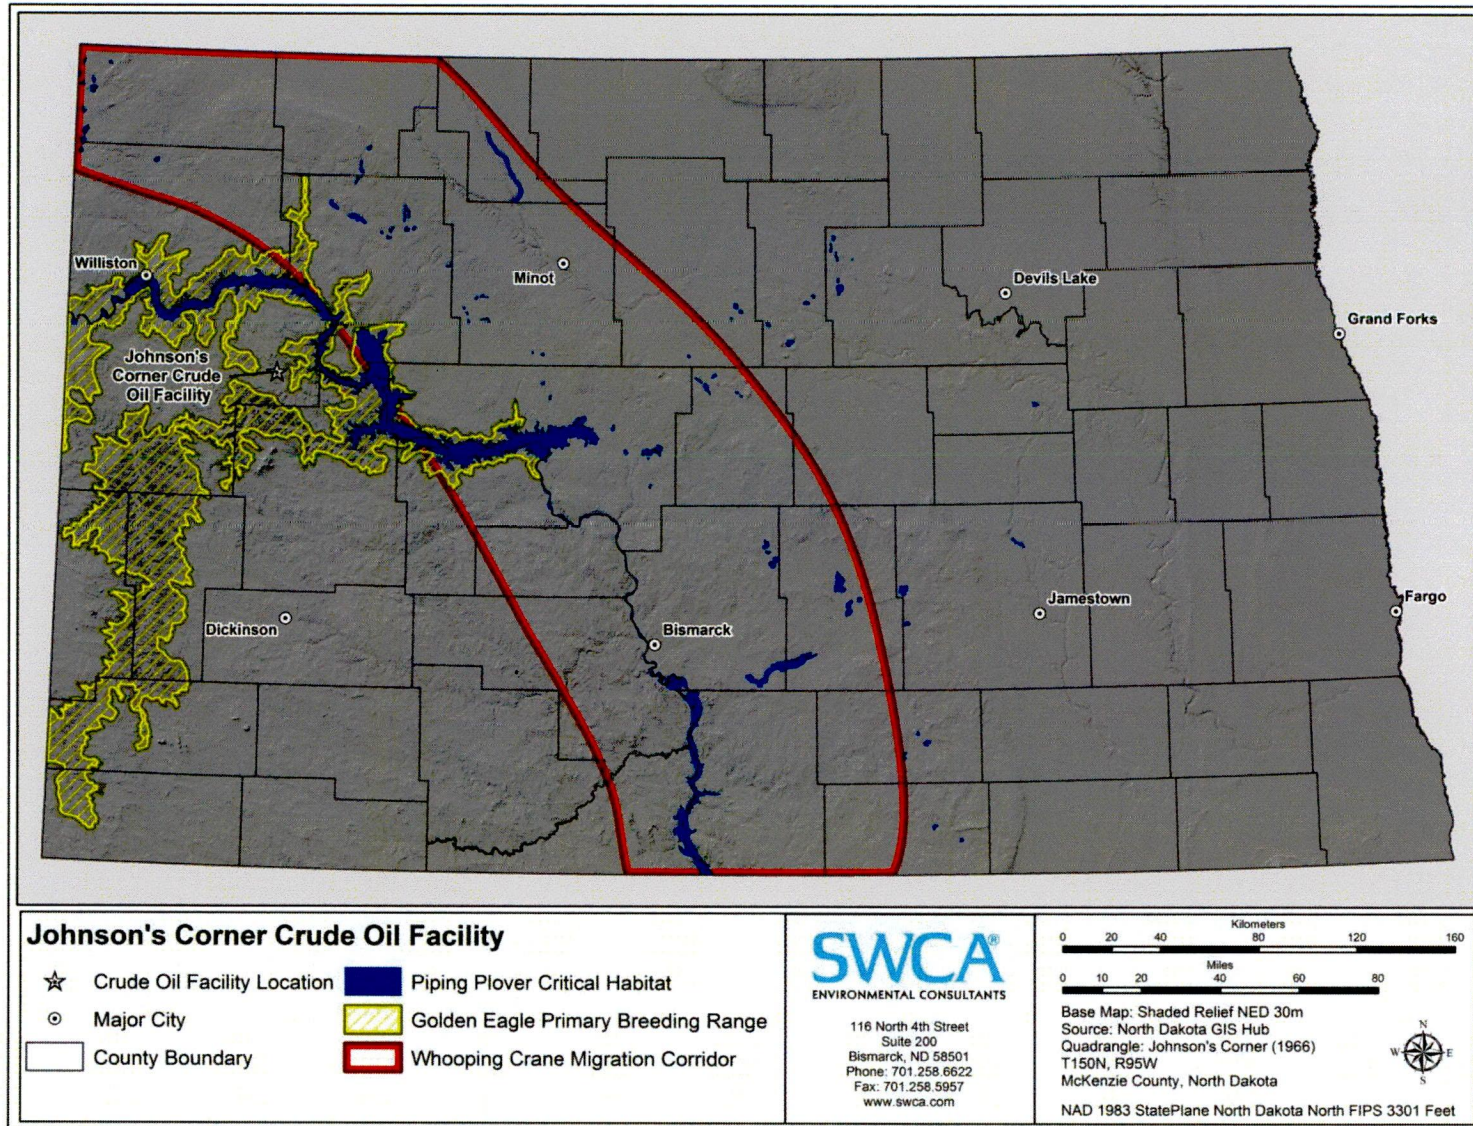 Williston
Minot
Devils Lake
Grand Forks
Johnson's
Corner Crude
Oil Facility
Dickinson
Bismarck
Jamestown
Fargo
Johnson's Corner Crude Oil Facility
Crude Oil Facility Location
Major City
County Boundary
Piping Plover Critical Habitat
Golden Eagle Primary Breeding Range
Whooping Crane Migration Corridor
SWCA®
ENVIRONMENTAL CONSULTANTS
116 North 4th Street
Suite 200
Bismarck, ND 58501
Phone: 701.258.6622
Fax: 701.258.5957
www.swca.com
Kilometers
0 20 40 80 120 160
Miles
0 10 20 40 60 80
Base Map: Shaded Relief NED 30m
Source: North Dakota GIS Hub
Quadrangle: Johnson's Corner (1966)
T150N, R95W
McKenzie County, North Dakota
N
W E
S
NAD 1983 StatePlane North Dakota North FIPS 3301 Feet